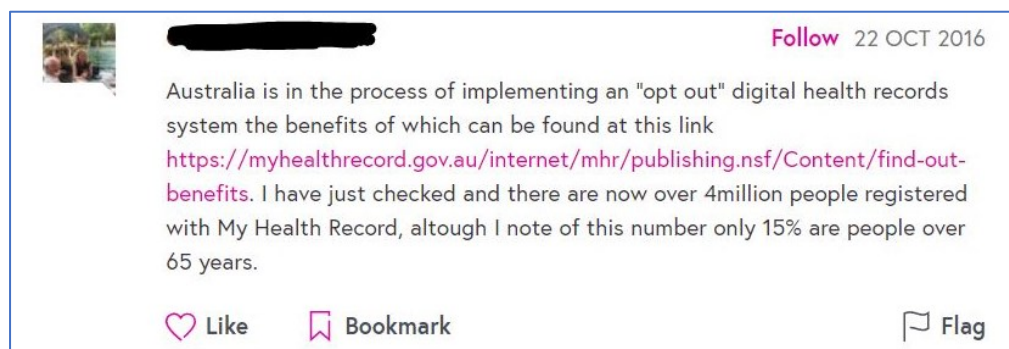 Follow 22 OCT 2016
Australia is in the process of implementing an "opt out" digital health records
system the benefits of which can be found at this link
https://myhealthrecord.gov.au/internet/mhr/publishing.nsf/Content/find-out-
benefits. I have just checked and there are now over 4million people registered
with My Health Record, altough I note of this number only 15% are people over
65 years.
Like Bookmark Flag